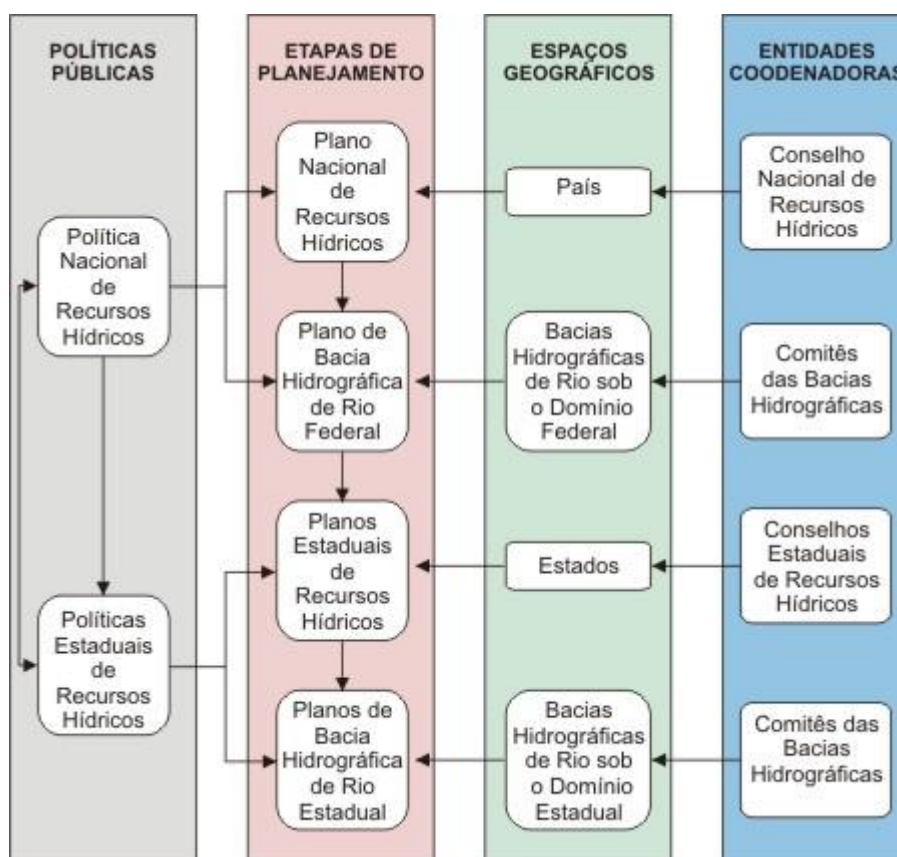 POLÍTICAS
PÚBLICAS
Política
Nacional
de
Recursos
Hídricos
Políticas
Estaduais
de
Recursos
Hídricos
ETAPAS DE
PLANEJAMENTO
Plano
Nacional
de
Recursos
Hídricos
Plano de
Bacia
Hidrográfica
de Rio
Federal
Planos
Estaduais
de
Recursos
Hídricos
Planos de
Bacia
Hidrográfica
de Rio
Estadual
ESPAÇOS
GEOGRÁFICOS
País
Bacias
Hidrográficas
de Rio sob
o Domínio
Federal
Estados
Bacias
Hidrográficas
de Rio sob
o Domínio
Estadual
ENTIDADES
COODENADORAS
Conselho
Nacional de
Recursos
Hídricos
Comitês
das Bacias
Hidrográficas
Conselhos
Estaduais
de Recursos
Hídricos
Comitês das
Bacias
Hidrográficas